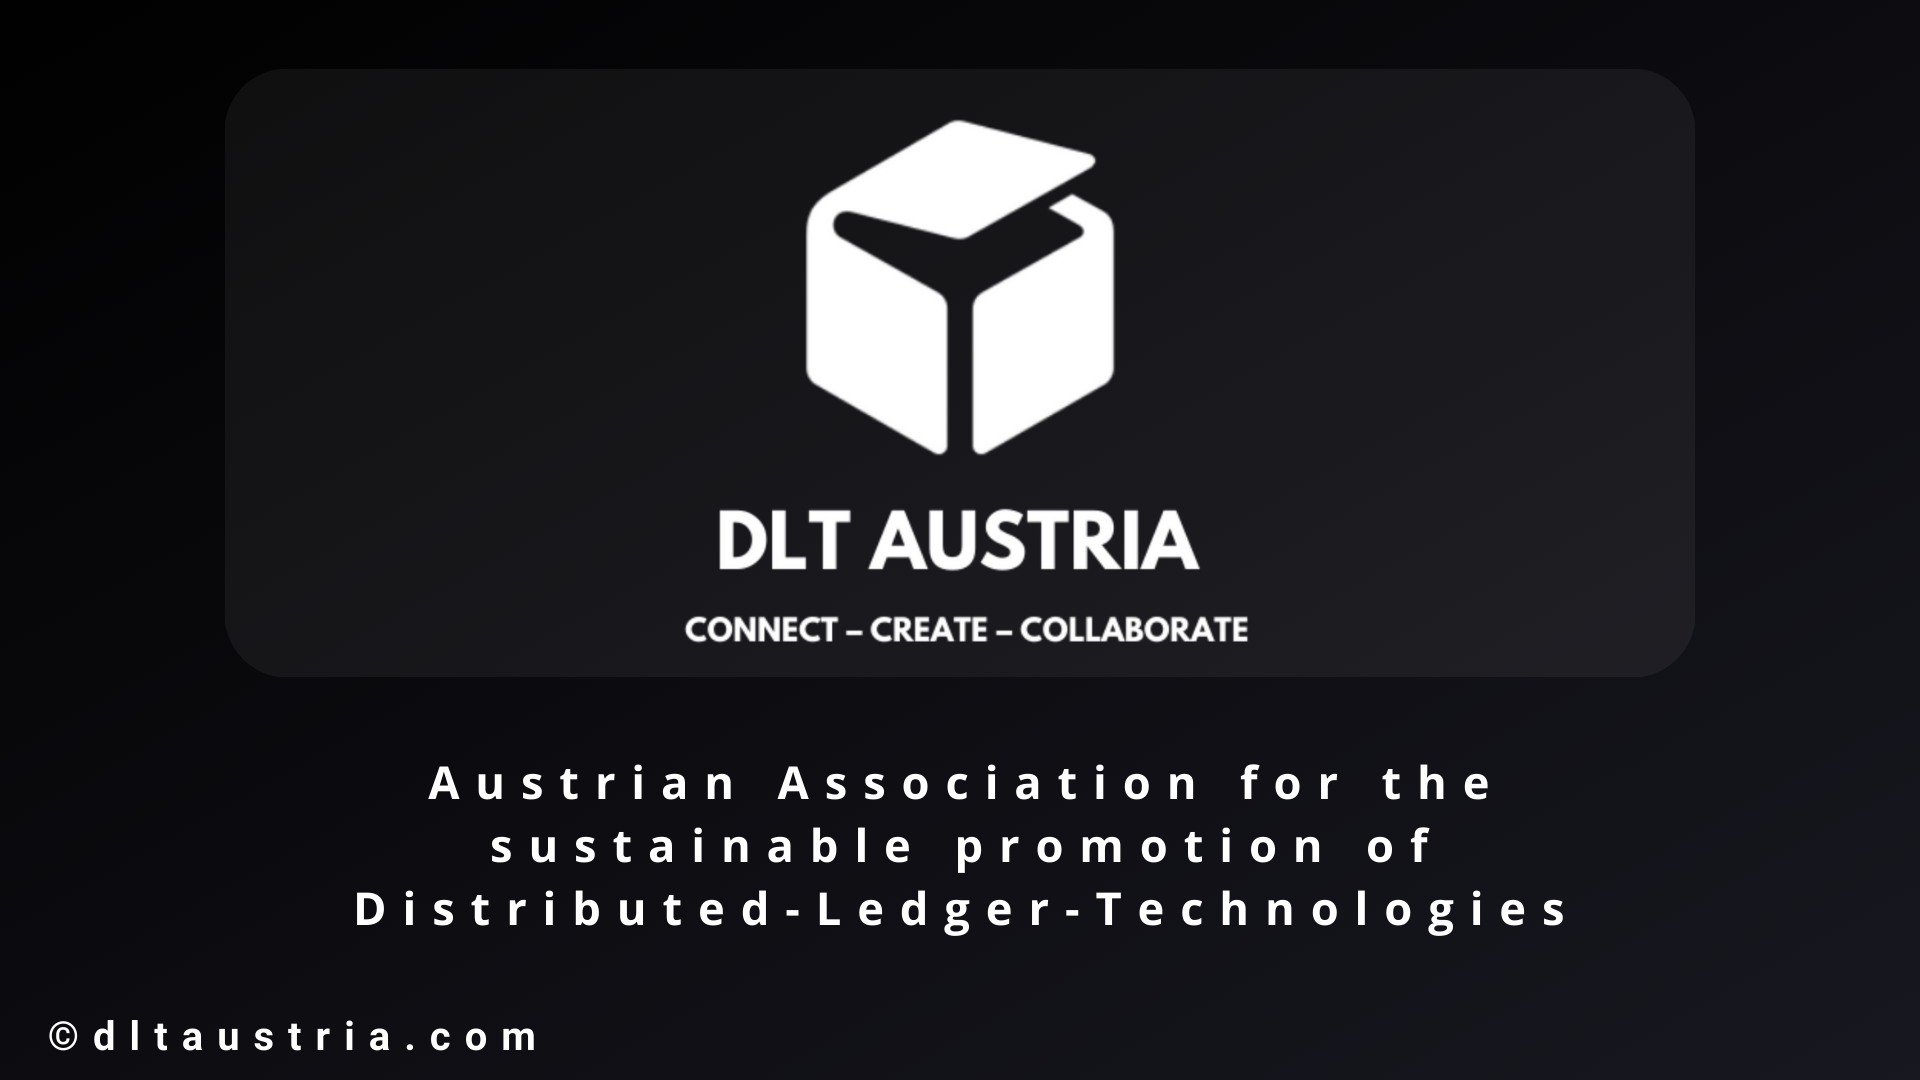 DLT AUSTRIA
CONNECT – CREATE – COLLABORATE
Austrian Association for the
sustainable promotion of
Distributed-Ledger-Technologies
©dltaustria.com